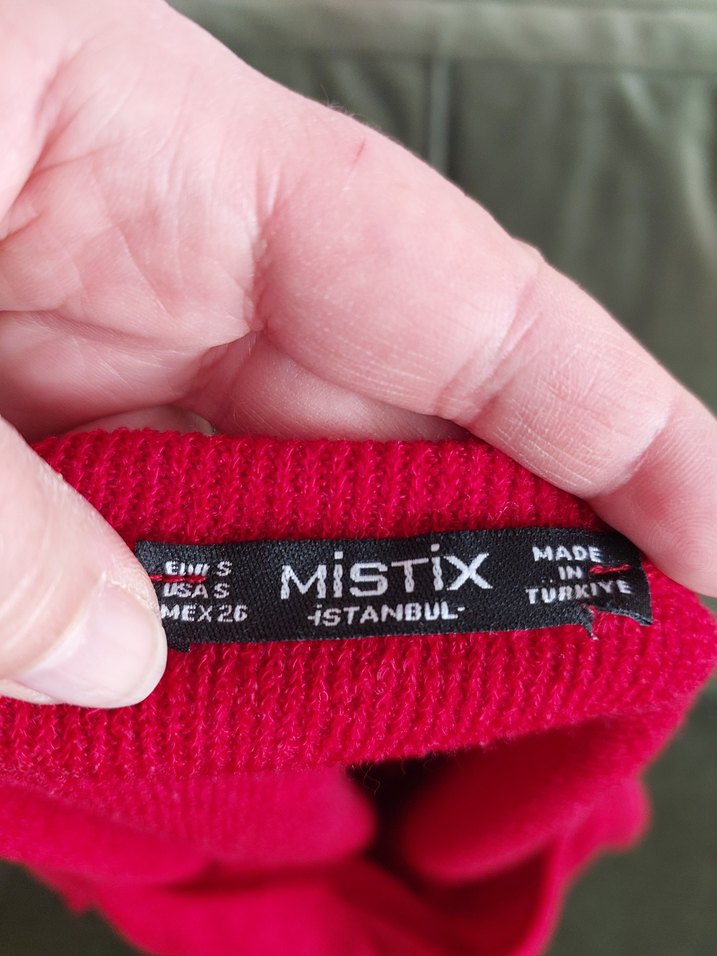 EUR S
USA S
MEX 26
MiSTiX
-iSTANBUL-
MADE
IN
TÜRKİYE